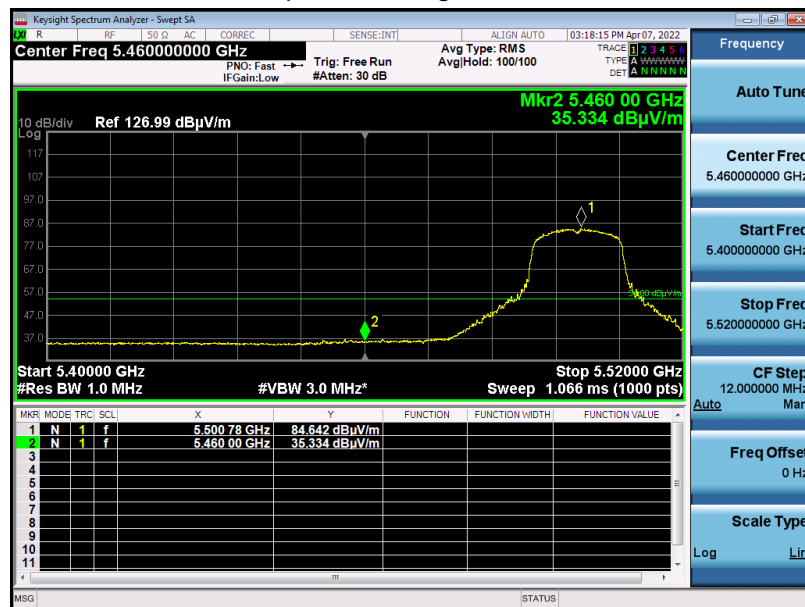 Keysight Spectrum Analyzer - Swept SA
LXI R RF 50 Ω AC CORREC SENSE:INT ALIGN AUTO 03:18:15 PM Apr 07, 2022
Center Freq 5.460000000 GHz
PNO: Fast
IFGain:Low
Trig: Free Run
#Atten: 30 dB
Avg Type: RMS
Avg|Hold: 100/100
TRACE 1 2 3 4 5 6
TYPE A WWWWW
DET A N N N N N
Mkr2 5.460 00 GHz
35.334 dBµV/m
10 dB/div Ref 126.99 dBµV/m
Log
117
107
97.0
87.0
77.0
67.0
57.0
47.0
37.0
1
2
Start 5.40000 GHz Stop 5.52000 GHz
#Res BW 1.0 MHz #VBW 3.0 MHz* Sweep 1.066 ms (1000 pts)
MKR MODE TRC SCL X Y FUNCTION FUNCTION WIDTH FUNCTION VALUE
1 N 1 f 5.500 78 GHz 84.642 dBµV/m
2 N 1 f 5.460 00 GHz 35.334 dBµV/m
3
4
5
6
7
8
9
10
11
MSG STATUS
Frequency
Auto Tune
Center Freq
5.460000000 GHz
Start Freq
5.400000000 GHz
Stop Freq
5.520000000 GHz
CF Step
12.000000 MHz
Auto Man
Freq Offset
0 Hz
Scale Type
Log Lin